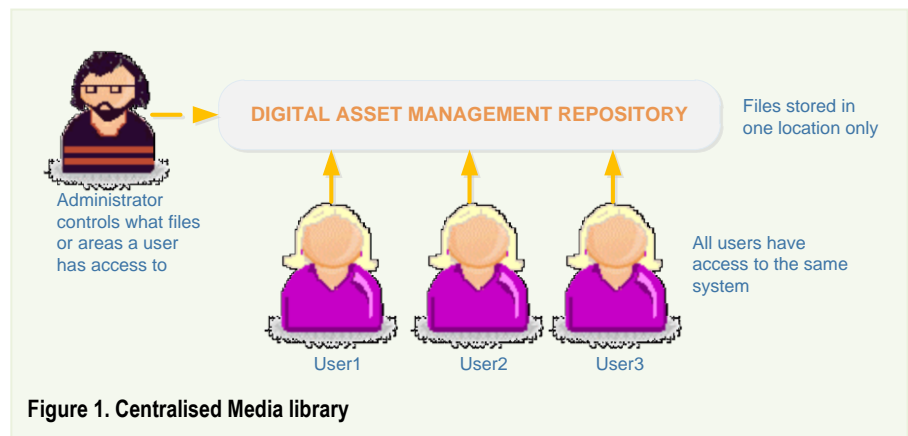 DIGITAL ASSET MANAGEMENT REPOSITORY
Files stored in
one location only
Administrator
controls what files
or areas a user
has access to
All users have
access to the same
system
User1
User2
User3
Figure 1. Centralised Media library